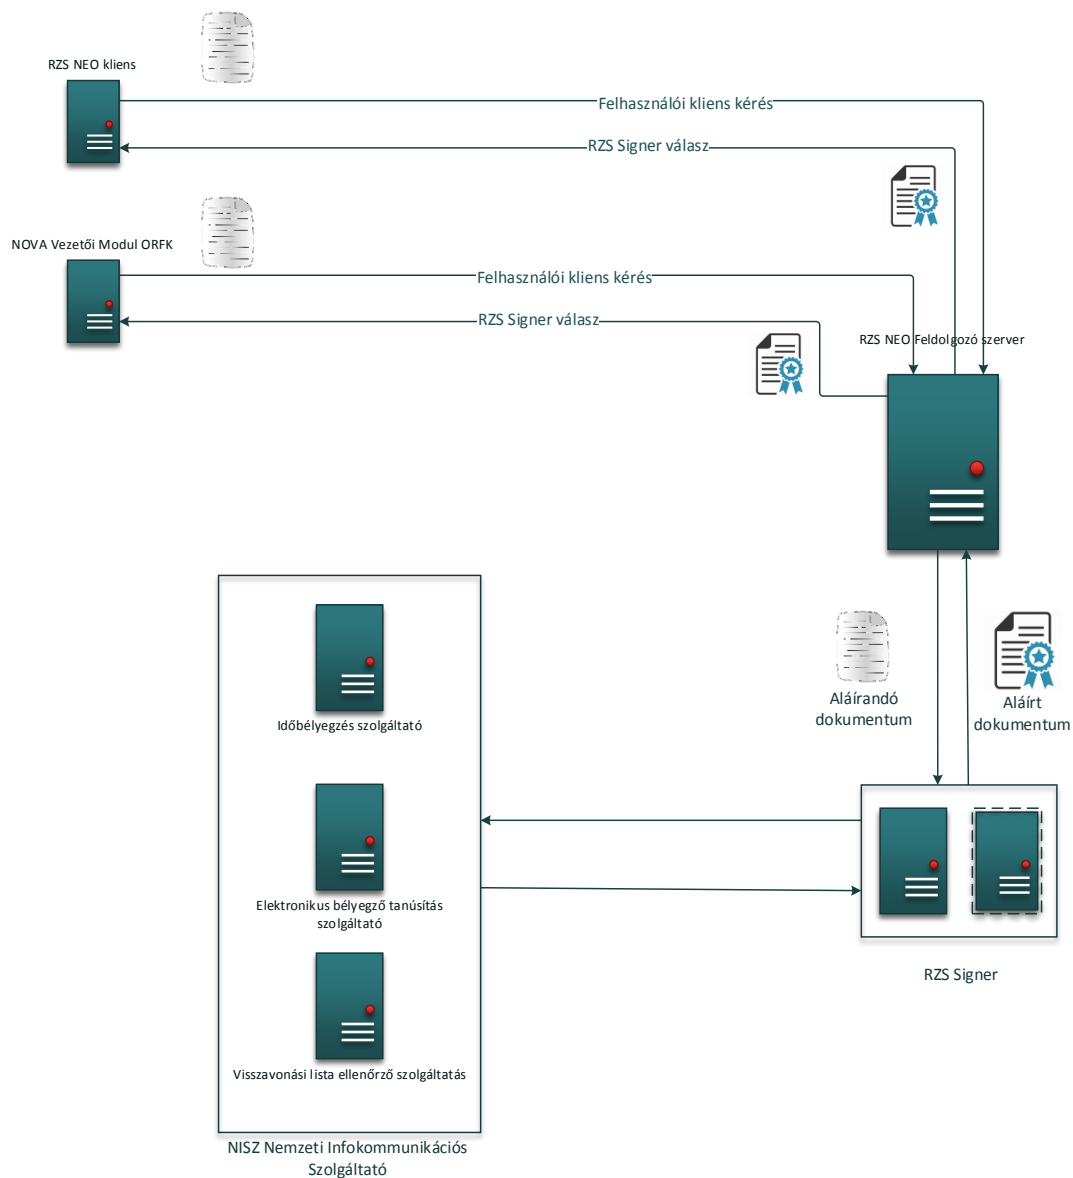 RZS NEO kliens
Felhasználói kliens kérés
RZS Signer válasz
NOVA Vezetői Modul ORFK
Felhasználói kliens kérés
RZS Signer válasz
RZS NEO Feldolgozó szerver
Aláírandó
dokumentum
Aláírt
dokumentum
Időbélyegzés szolgáltató
Elektronikus bélyegző tanúsítás
szolgáltató
Visszavonási lista ellenőrző szolgáltatás
RZS Signer
NISZ Nemzeti Infokommunikációs
Szolgáltató